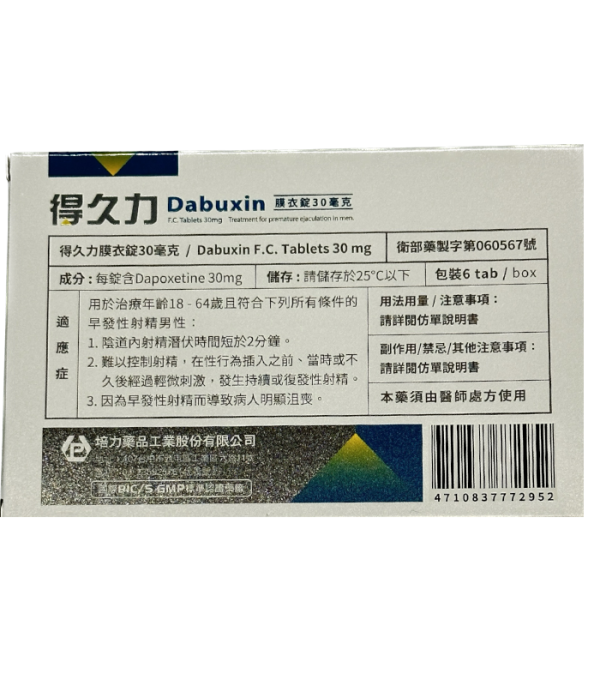 得久力 Dabuxin 膜衣錠30毫克
F.C. Tablets 30mg Treatment for premature ejaculation in men.
得久力膜衣錠30毫克 / Dabuxin F.C. Tablets 30 mg 衛部藥製字第060567號
成分：每錠含Dapoxetine 30mg 儲存：請儲存於25℃以下 包裝6 tab / box
適應症
用於治療年齡18 - 64歲且符合下列所有條件的
早發性射精男性：
1. 陰道內射精潛伏時間短於2分鐘。
2. 難以控制射精，在性行為插入之前、當時或不
久後經過輕微刺激，發生持續或復發性射精。
3. 因為早發性射精而導致病人明顯沮喪。
用法用量 / 注意事項：
請詳閱仿單說明書
副作用/禁忌/其他注意事項：
請詳閱仿單說明書
本藥須由醫師處方使用
培力藥品工業股份有限公司
PIC/S GMP標準認證藥廠
4710837772952